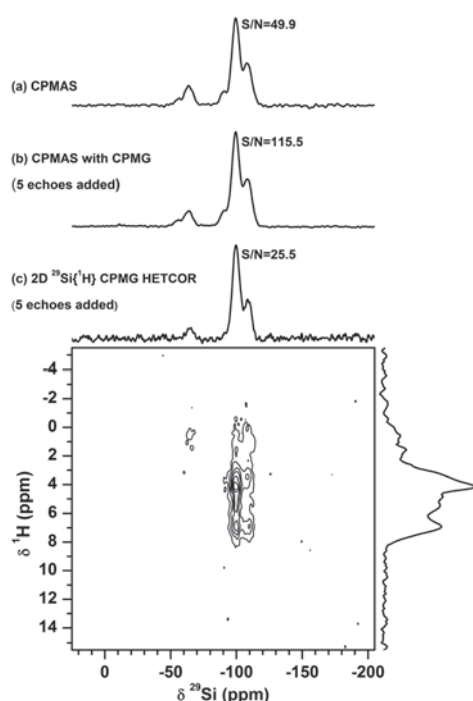 S/N=49.9
(a) CPMAS
S/N=115.5
(b) CPMAS with CPMG
(5 echoes added)
S/N=25.5
(c) 2D ²⁹Si{¹H} CPMG HETCOR
(5 echoes added)
-4
-2
0
2
4
6
8
10
12
14
δ ¹H (ppm)
0 -50 -100 -150 -200
δ ²⁹Si (ppm)